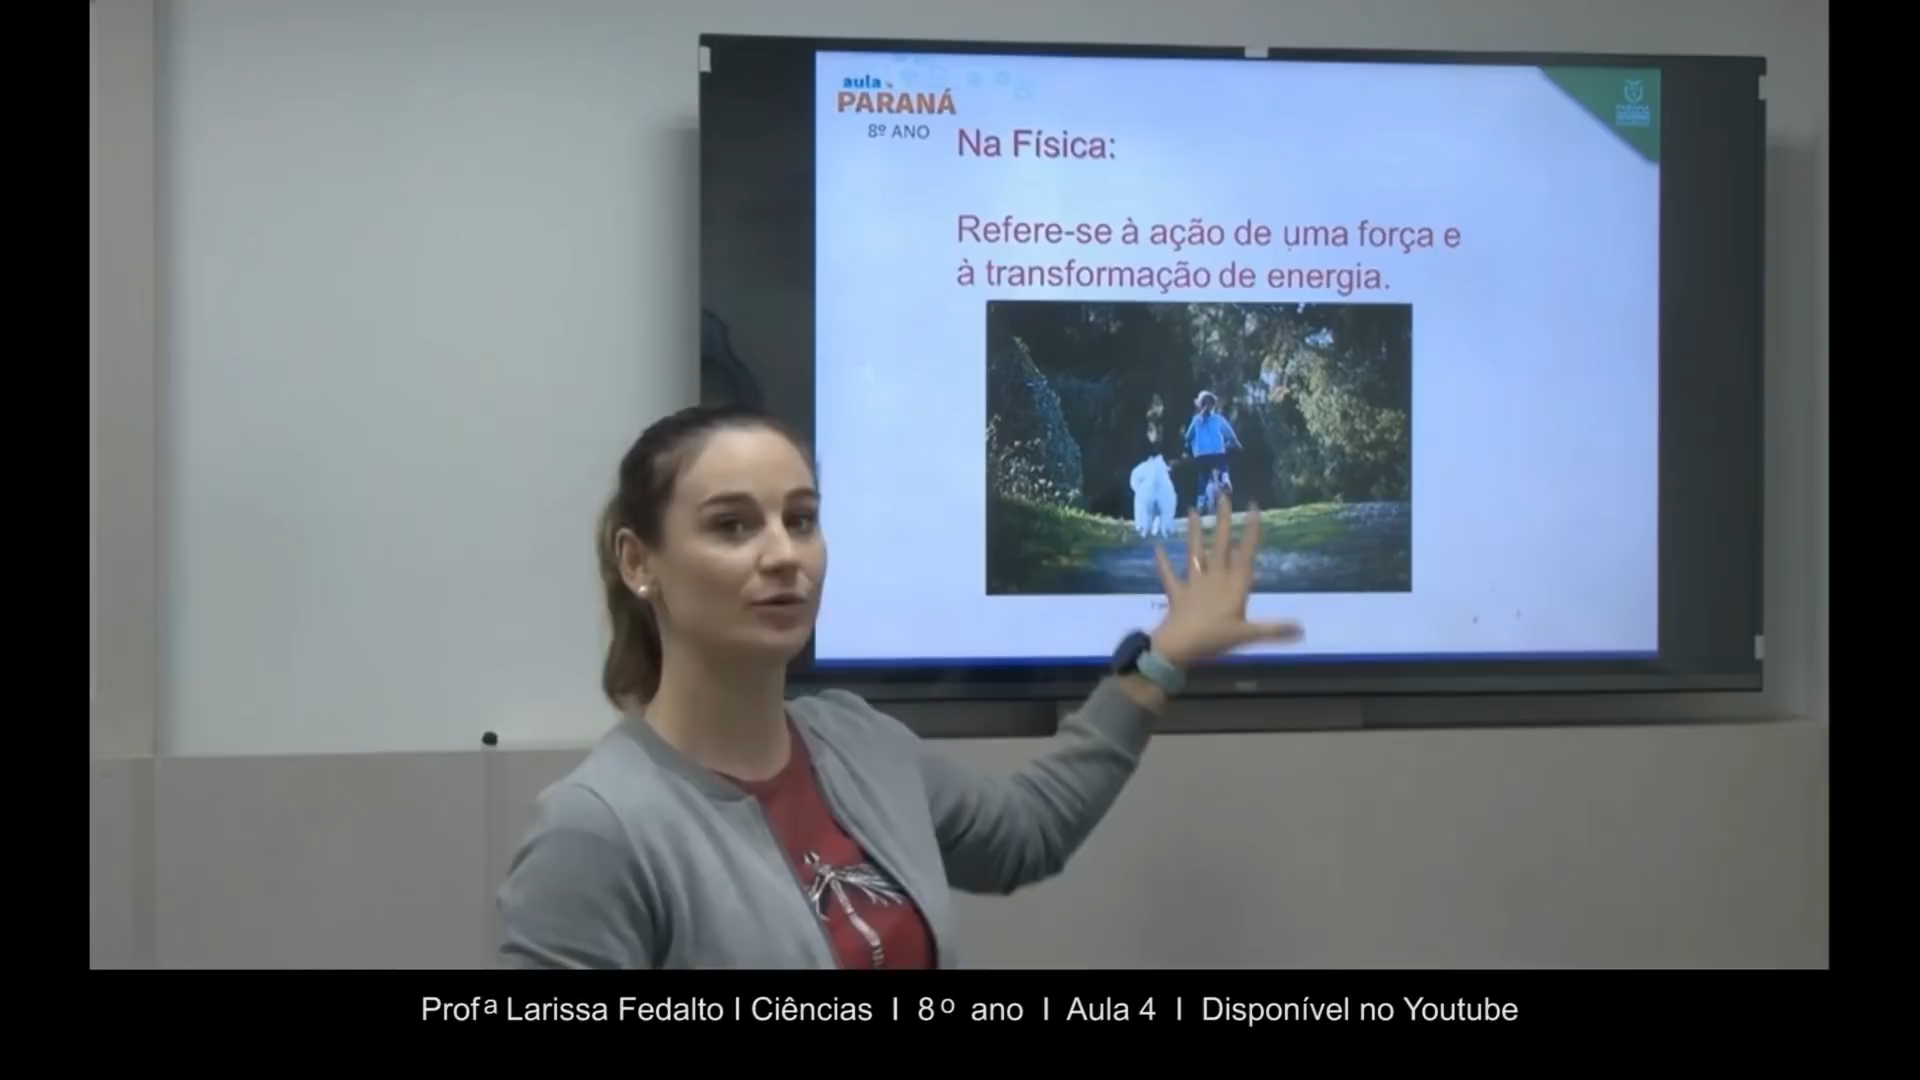 aula
PARANÁ
8º ANO
Na Física:
Refere-se à ação de uma força e
à transformação de energia.
Profª Larissa Fedalto I Ciências I 8º ano I Aula 4 I Disponível no Youtube